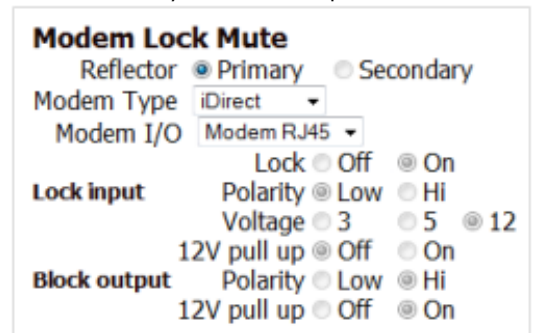 Modem Lock Mute
Reflector Primary Secondary
Modem Type iDirect
Modem I/O Modem RJ45
Lock Off On
Lock input Polarity Low Hi
Voltage 3 5 12
12V pull up Off On
Block output Polarity Low Hi
12V pull up Off On